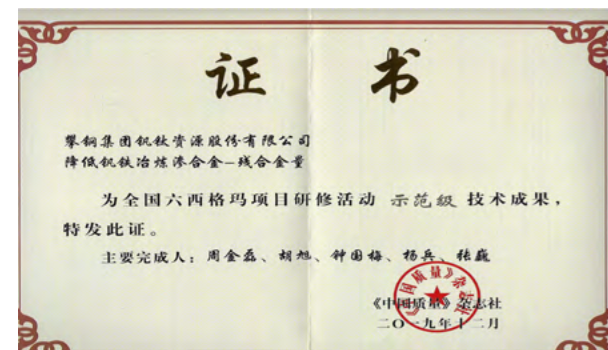 证 书
攀钢集团钒钛资源股份有限公司
降低钒铁冶炼渗合金-残合金量
为全国六西格玛项目研修活动 示范级 技术成果，
特发此证。
主要完成人：周金磊、胡旭、钟国梅、杨兵、张巍
《中国质量》杂志社
二〇一九年十二月